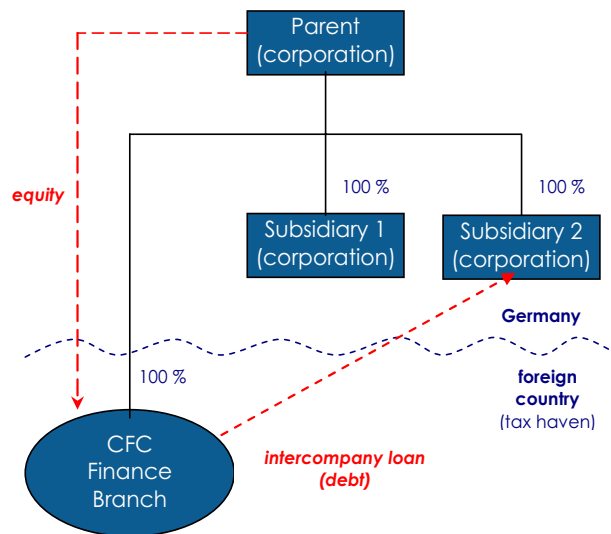 Parent
(corporation)
equity
100 %
100 %
Subsidiary 1
(corporation)
Subsidiary 2
(corporation)
Germany
100 %
foreign
country
(tax haven)
CFC
Finance
Branch
intercompany loan
(debt)